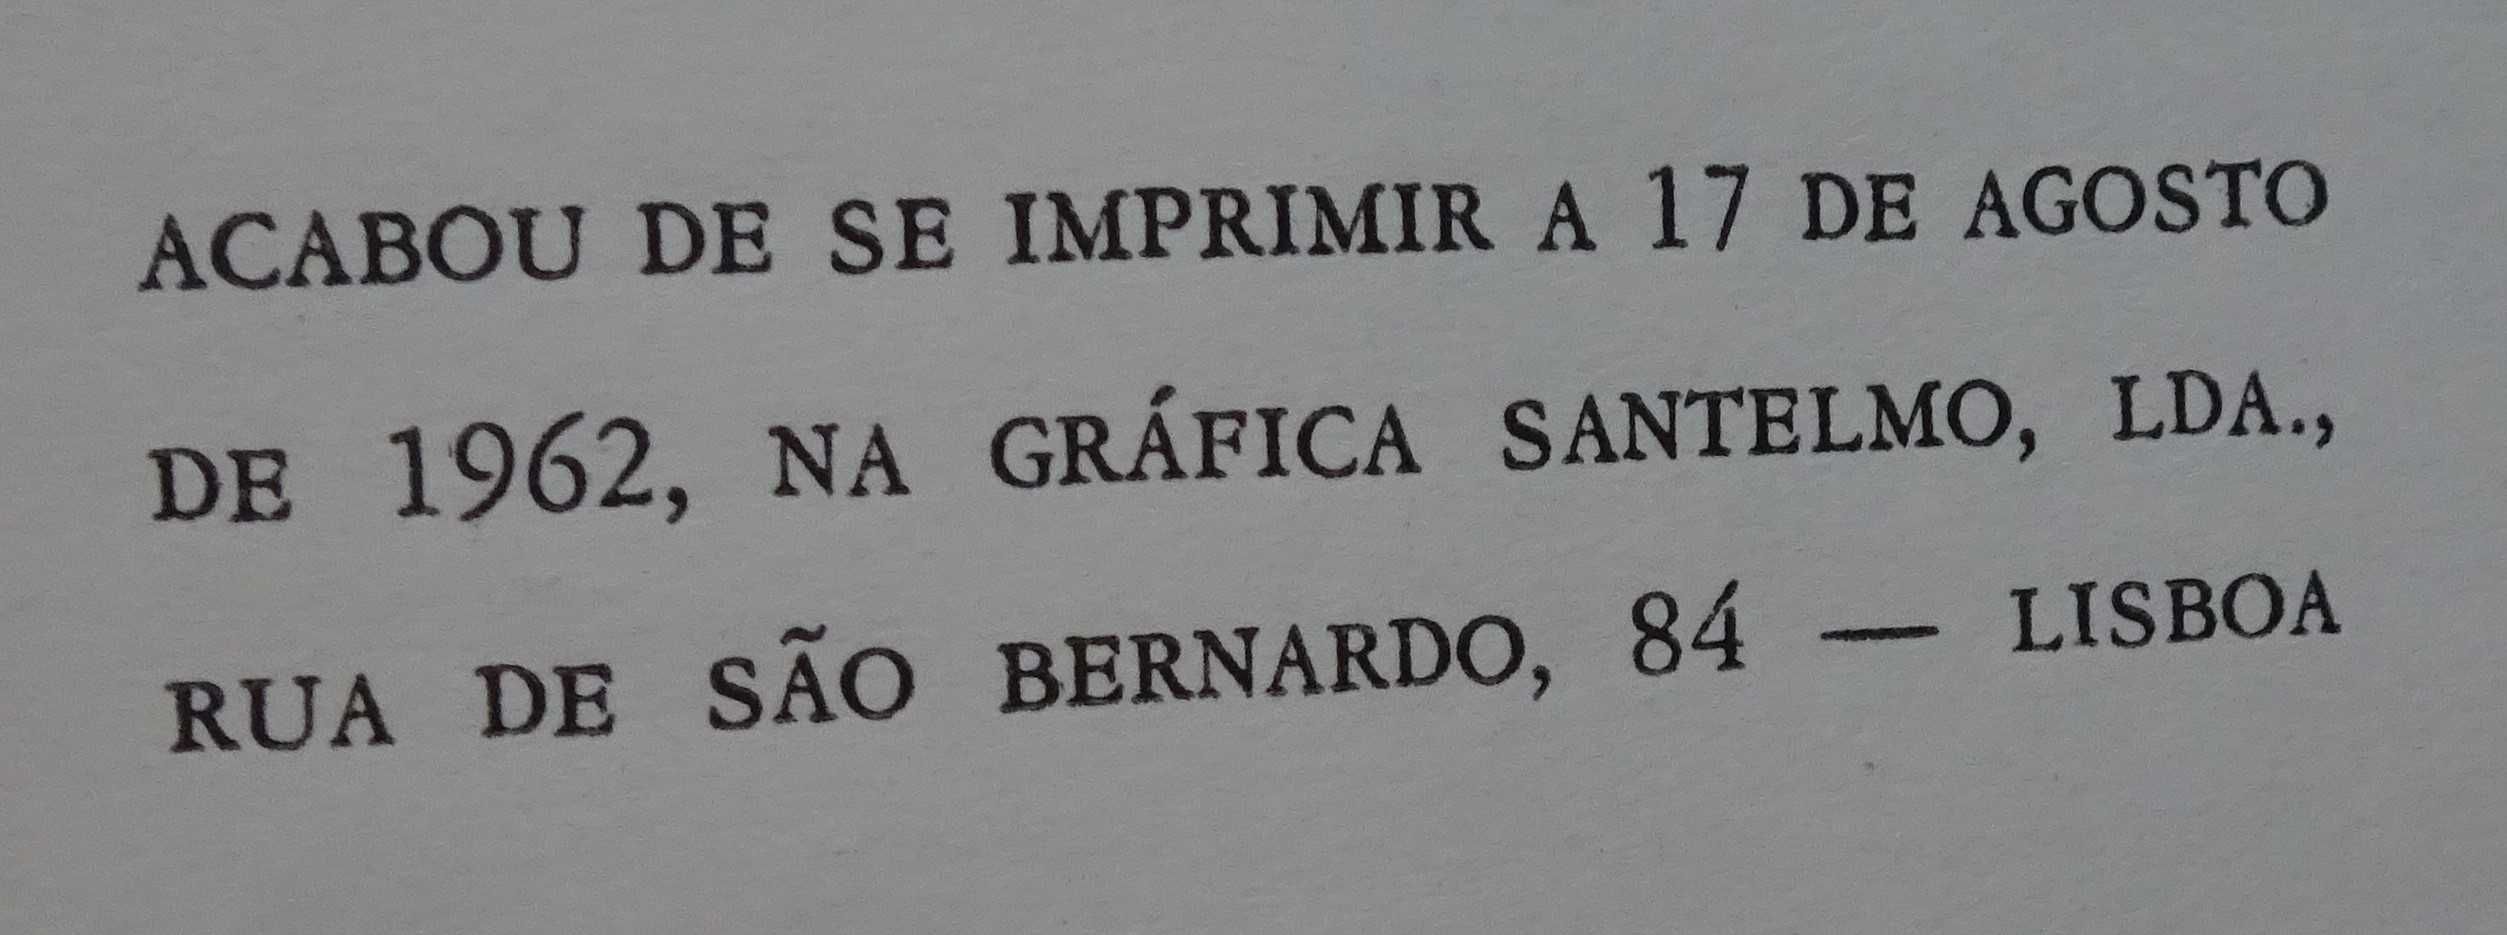 ACABOU DE SE IMPRIMIR A 17 DE AGOSTO
DE 1962, NA GRÁFICA SANTELMO, LDA.,
RUA DE SÃO BERNARDO, 84 — LISBOA